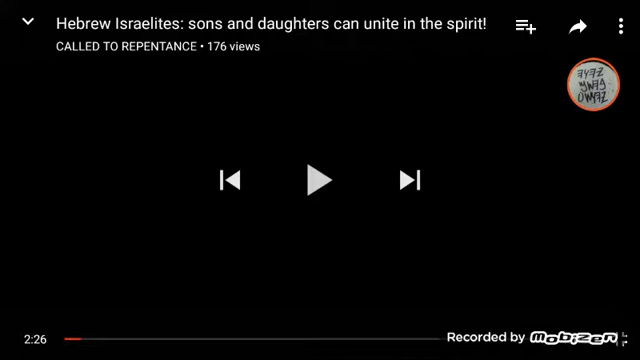 Hebrew Israelites: sons and daughters can unite in the spirit!
CALLED TO REPENTANCE • 176 views
2:26
Recorded by mobizen